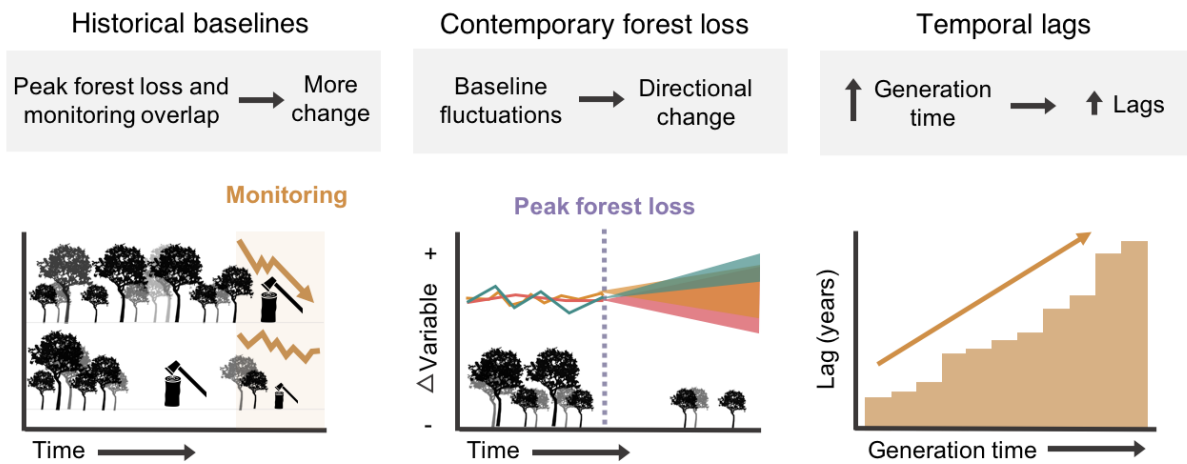 Historical baselines
Peak forest loss and
monitoring overlap
More
change
Monitoring
Time
Contemporary forest loss
Baseline
fluctuations
Directional
change
Peak forest loss
+
△Variable
-
Time
Temporal lags
Generation
time
Lags
Lag (years)
Generation time